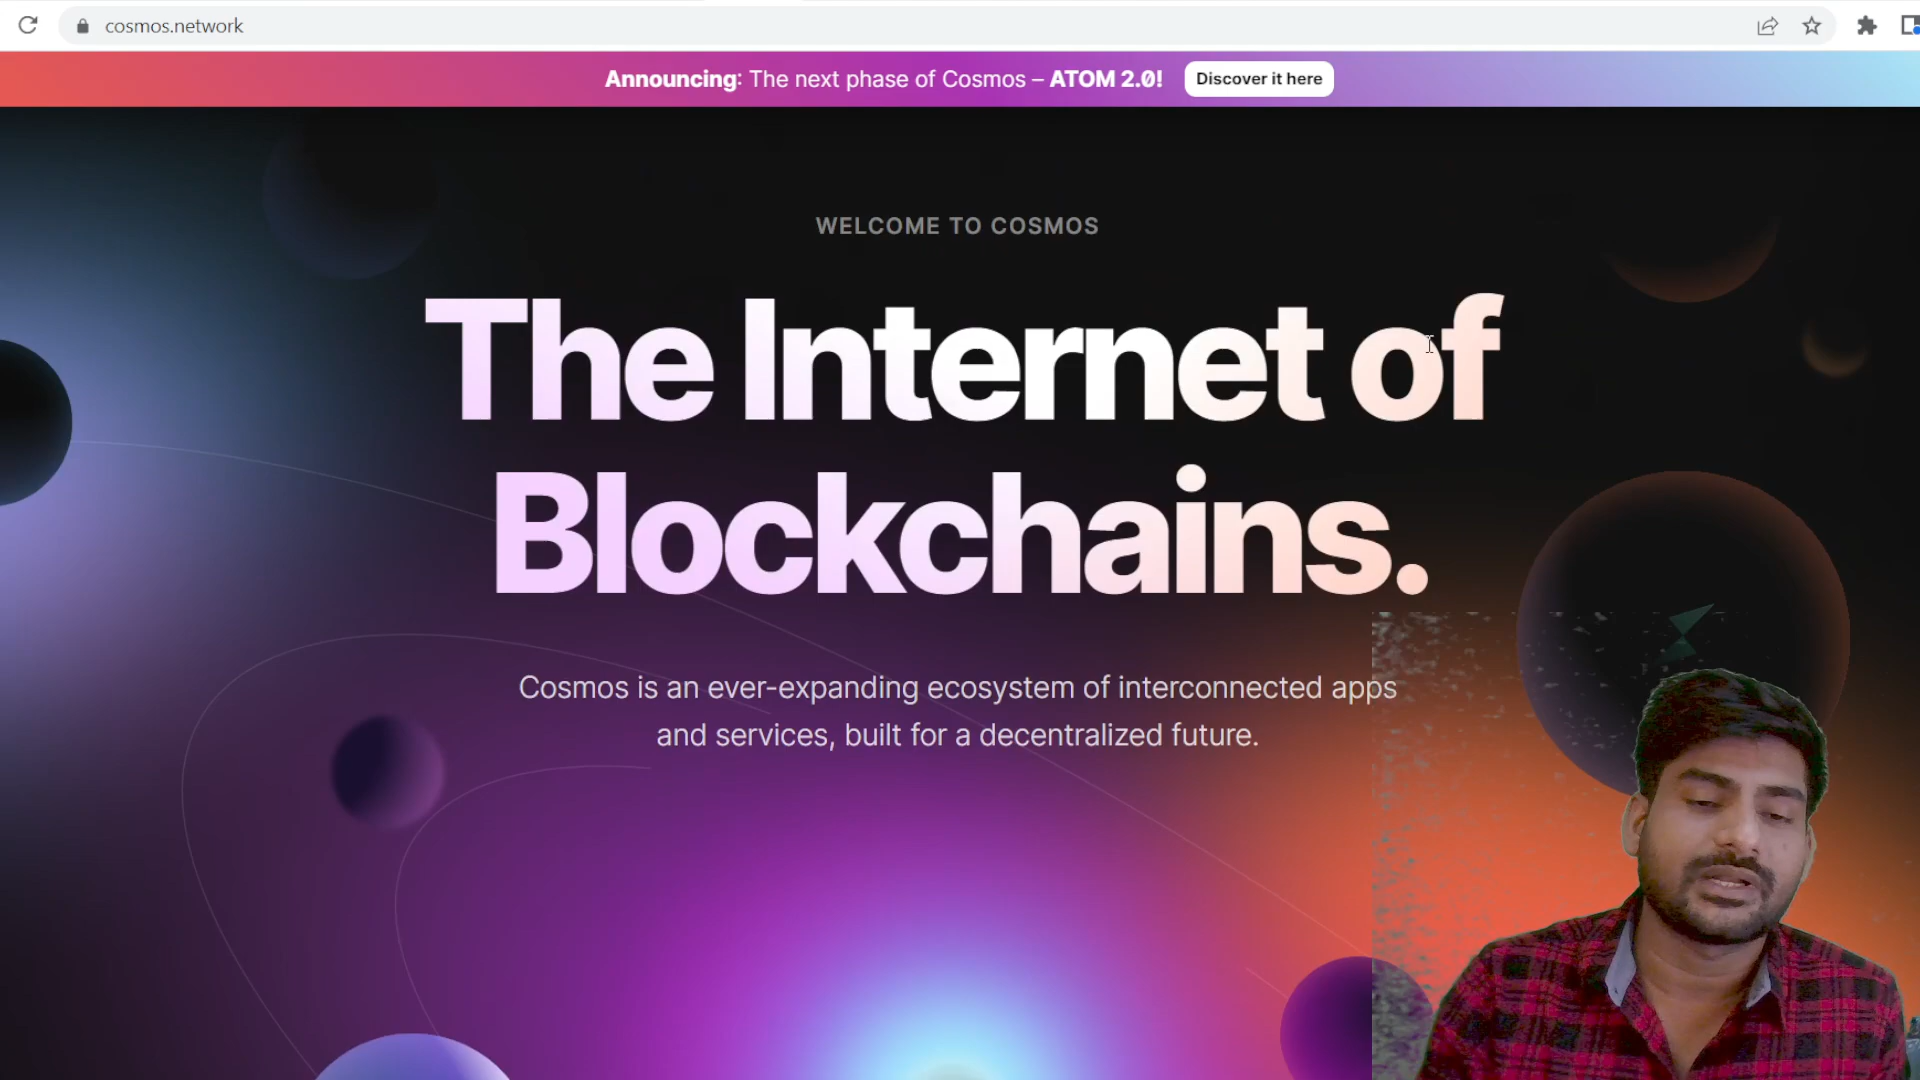 cosmos.network
Announcing: The next phase of Cosmos – ATOM 2.0! Discover it here
WELCOME TO COSMOS
The Internet of
Blockchains.
Cosmos is an ever-expanding ecosystem of interconnected apps
and services, built for a decentralized future.